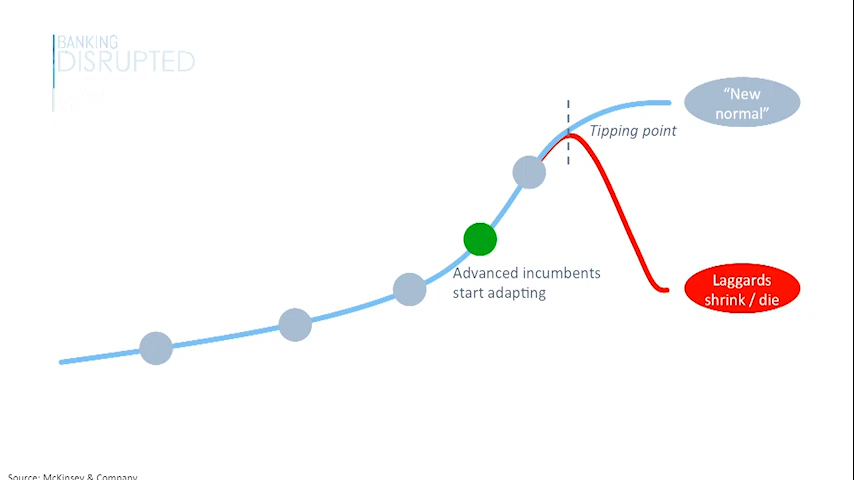 BANKING
DISRUPTED
“New
normal”
Tipping point
Advanced incumbents
start adapting
Laggards
shrink / die
Source: McKinsey & Company